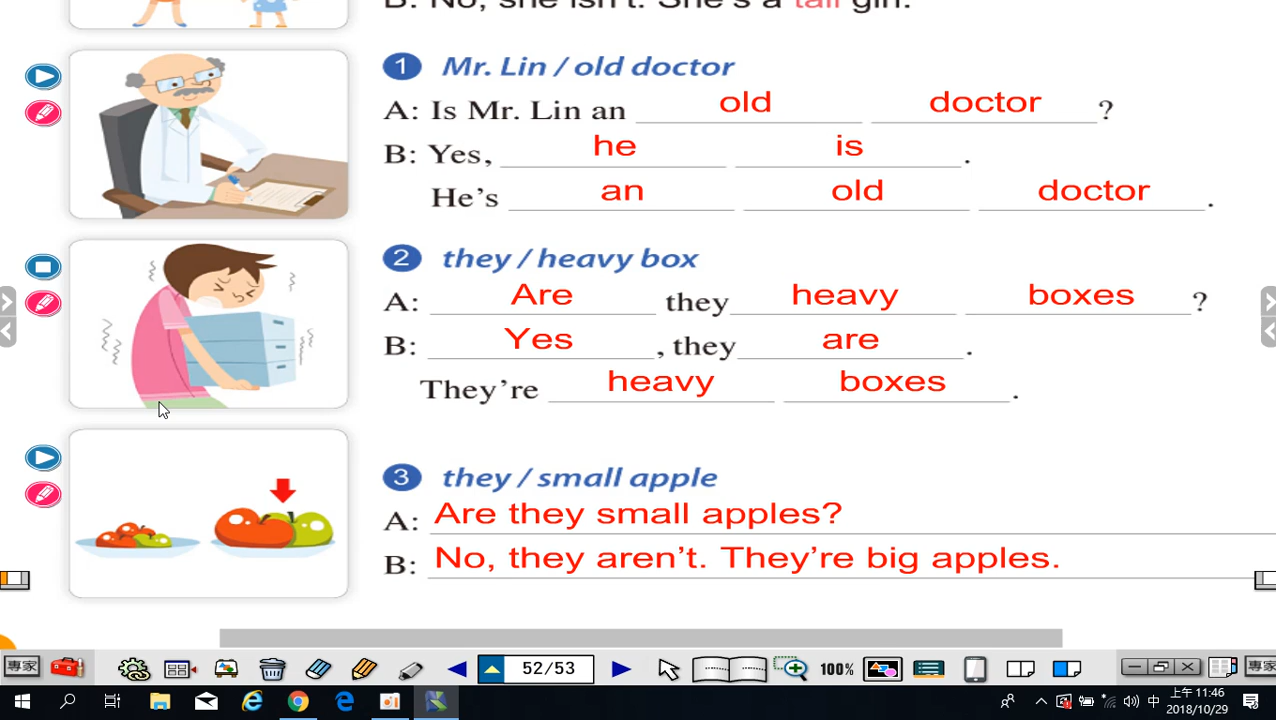 B: No, she isn't. She's a tall girl.
1 Mr. Lin / old doctor
A: Is Mr. Lin an old doctor ?
B: Yes, he is .
He's an old doctor .
2 they / heavy box
A: Are they heavy boxes ?
B: Yes , they are .
They're heavy boxes .
3 they / small apple
A: Are they small apples?
B: No, they aren't. They're big apples.
專家 52/53 100% 專家
中 上午 11:46
2018/10/29